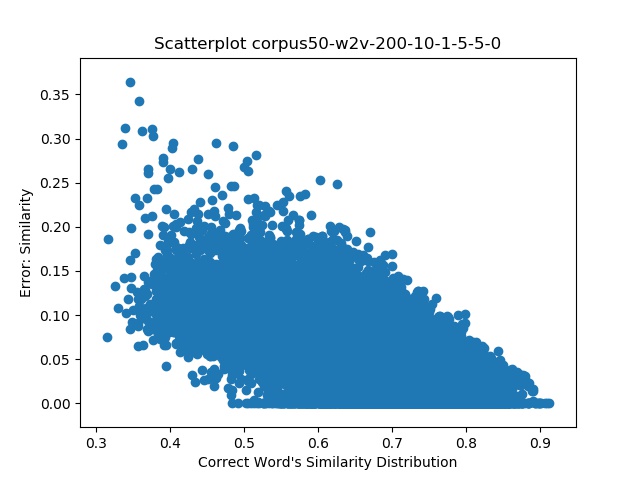 Scatterplot corpus50-w2v-200-10-1-5-5-0
0.35
0.30
0.25
0.20
0.15
0.10
0.05
0.00
Error: Similarity
0.3 0.4 0.5 0.6 0.7 0.8 0.9
Correct Word's Similarity Distribution